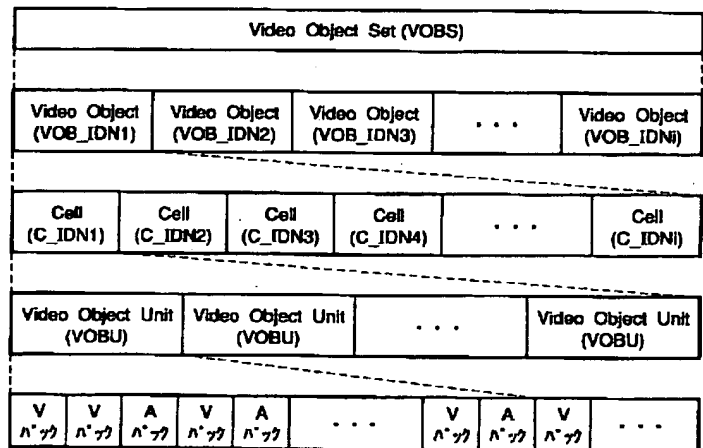 Video Object Set (VOBS)
Video Object Video Object Video Object Video Object
(VOB_IDN1) (VOB_IDN2) (VOB_IDN3) · · · (VOB_IDNi)
Cell Cell Cell Cell Cell
(C_IDN1) (C_IDN2) (C_IDN3) (C_IDN4) · · · (C_IDNi)
Video Object Unit Video Object Unit Video Object Unit
(VOBU) (VOBU) · · · (VOBU)
V V A V A V A V
パック パック パック パック パック · · · パック パック パック · · ·